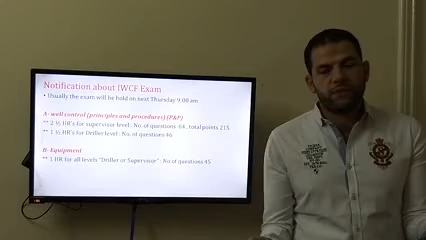 Notification about IWCF Exam
• Usually the exam will be hold on next Thursday 9:00 am
A- well control (principles and procedures) (P&P)
** 2 ½ HR's for supervisor level : No. of questions 64 , total points 215
** 1 ½ HR's for Driller level : No. of questions 46
B- Equipment
** 1 HR for all levels "Driller or Supervisor" : No. of questions 45